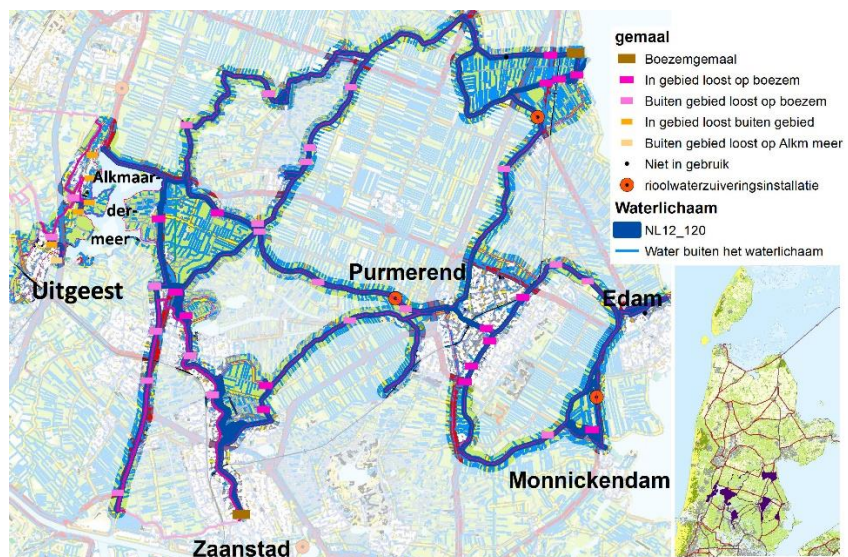 gemaal
Boezemgemaal
In gebied loost op boezem
Buiten gebied loost op boezem
In gebied loost buiten gebied
Buiten gebied loost op Alkm meer
Niet in gebruik
rioolwaterzuiveringsinstallatie
Waterlichaam
NL12_120
Water buiten het waterlichaam
Alkmaar-
der-
meer
Uitgeest
Purmerend
Edam
Monnickendam
Zaanstad